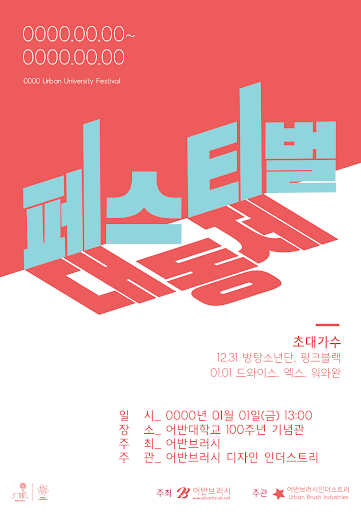 0000.00.00~
0000.00.00
0000 Urban University Festival
페스티벌
대동제
초대가수
12.31 방탕소년단, 핑크블랙
01.01 드와이스, 엑스, 워와완
일 시_ 0000년 01월 01일(금) 13:00
장 소_ 어반대학교 100주년 기념관
주 최_ 어반브러시
주 관_ 어반브러시 디자인 인더스트리
주최 어반브러시
주관 어반브러시인더스트리
Urban Brush Industries